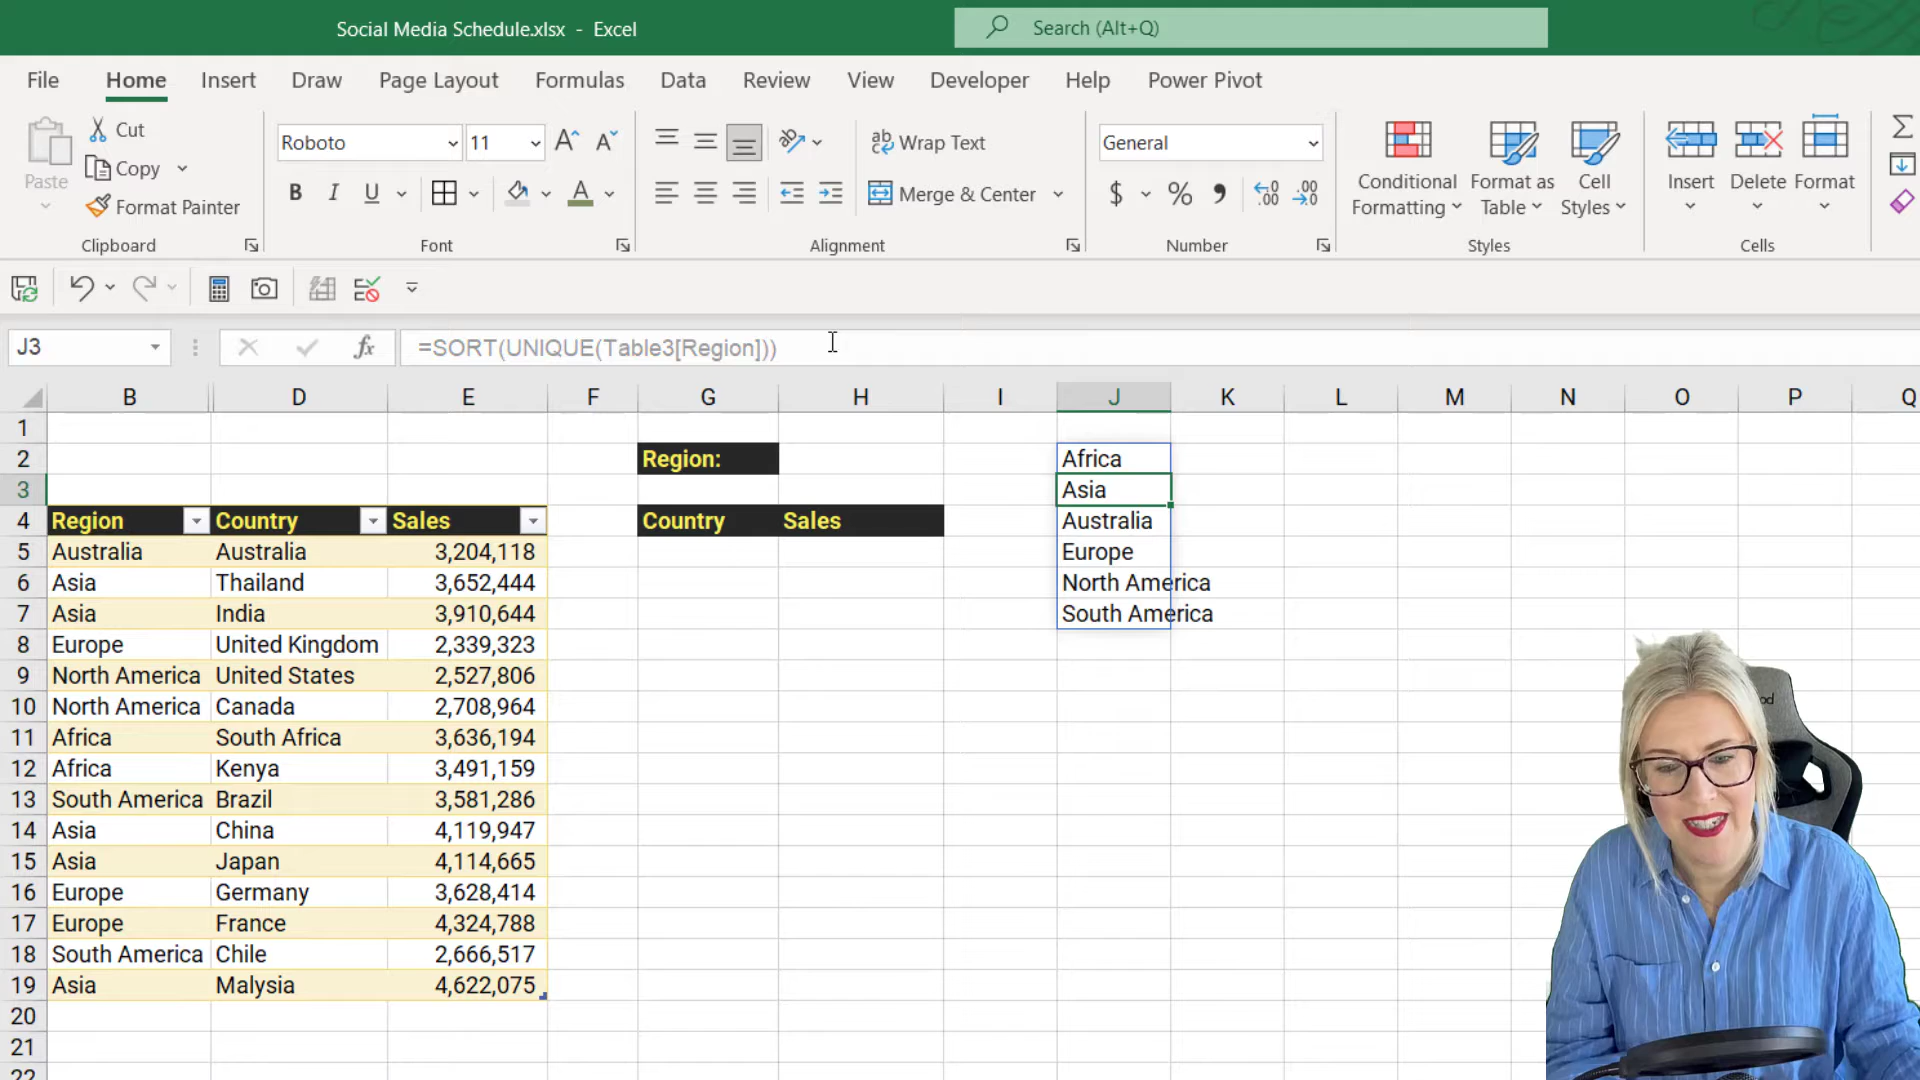 Social Media Schedule.xlsx - Excel
Search (Alt+Q)
File Home Insert Draw Page Layout Formulas Data Review View Developer Help Power Pivot
Paste
Cut
Copy
Format Painter
Clipboard
Roboto 11
B I U
Font
ab Wrap Text
Merge & Center
Alignment
General
$ % , .00 .00
Number
Conditional Formatting
Format as Table
Cell Styles
Styles
Insert Delete Format
Cells
J3 fx =SORT(UNIQUE(Table3[Region]))
B D E F G H I J K L M N O P Q
1
2 Region: Africa
3 Asia
4 Region Country Sales Country Sales Australia
5 Australia Australia 3,204,118 Europe
6 Asia Thailand 3,652,444 North America
7 Asia India 3,910,644 South America
8 Europe United Kingdom 2,339,323
9 North America United States 2,527,806
10 North America Canada 2,708,964
11 Africa South Africa 3,636,194
12 Africa Kenya 3,491,159
13 South America Brazil 3,581,286
14 Asia China 4,119,947
15 Asia Japan 4,114,665
16 Europe Germany 3,628,414
17 Europe France 4,324,788
18 South America Chile 2,666,517
19 Asia Malysia 4,622,075
20
21
22